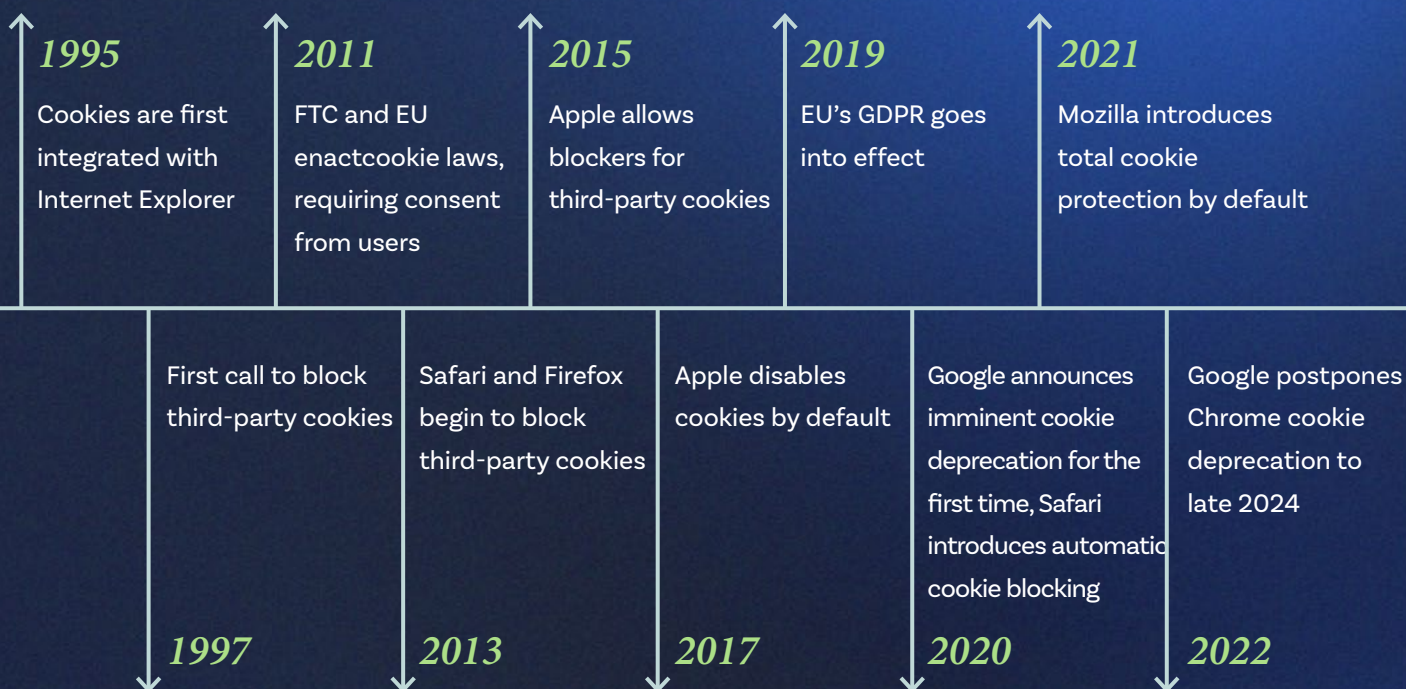 1995
Cookies are first
integrated with
Internet Explorer
2011
FTC and EU
enactcookie laws,
requiring consent
from users
2015
Apple allows
blockers for
third-party cookies
2019
EU’s GDPR goes
into effect
2021
Mozilla introduces
total cookie
protection by default
First call to block
third-party cookies
1997
Safari and Firefox
begin to block
third-party cookies
2013
Apple disables
cookies by default
2017
Google announces
imminent cookie
deprecation for the
first time, Safari
introduces automatic
cookie blocking
2020
Google postpones
Chrome cookie
deprecation to
late 2024
2022